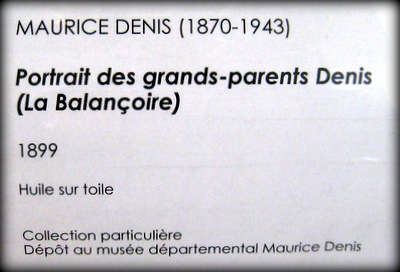 MAURICE DENIS (1870-1943)
Portrait des grands-parents Denis
(La Balançoire)
1899
Huile sur toile
Collection particulière
Dépôt au musée départemental Maurice Denis